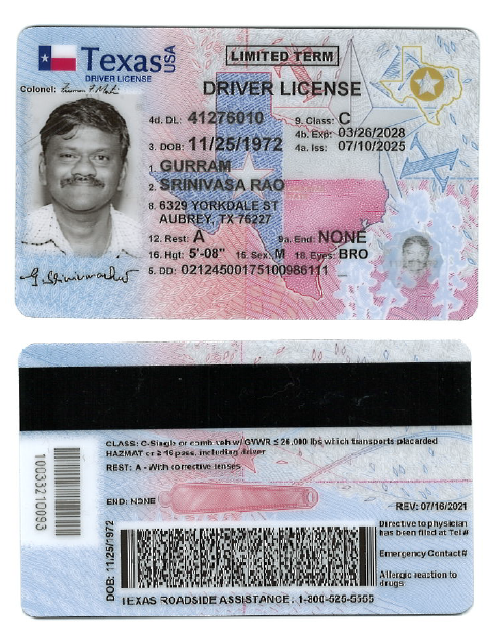 Texas USA
DRIVER LICENSE
LIMITED TERM
DRIVER LICENSE
Colonel:
4d. DL: 41276010 9. Class: C
4b. Exp: 03/26/2028
3. DOB: 11/25/1972 4a. Iss: 07/10/2025
1. GURRAM
2. SRINIVASA RAO
8. 6329 YORKDALE ST
AUBREY, TX 76227
12. Rest: A 9a. End: NONE
16. Hgt: 5'-08" 15. Sex: M 18. Eyes: BRO
5. DD: 02124500175100986111
CLASS: C-Single or comb veh w/ GVWR ≤ 26,000 lbs which transports placarded
HAZMAT or ≥ 16 pass, including driver
REST: A - With corrective lenses
10033210093
END: NONE
REV: 07/16/2021
Directive to physician
has been filed at Tel#
Emergency Contact#
Allergic reaction to
drugs
DOB: 11/25/1972
TEXAS ROADSIDE ASSISTANCE : 1-800-525-5555